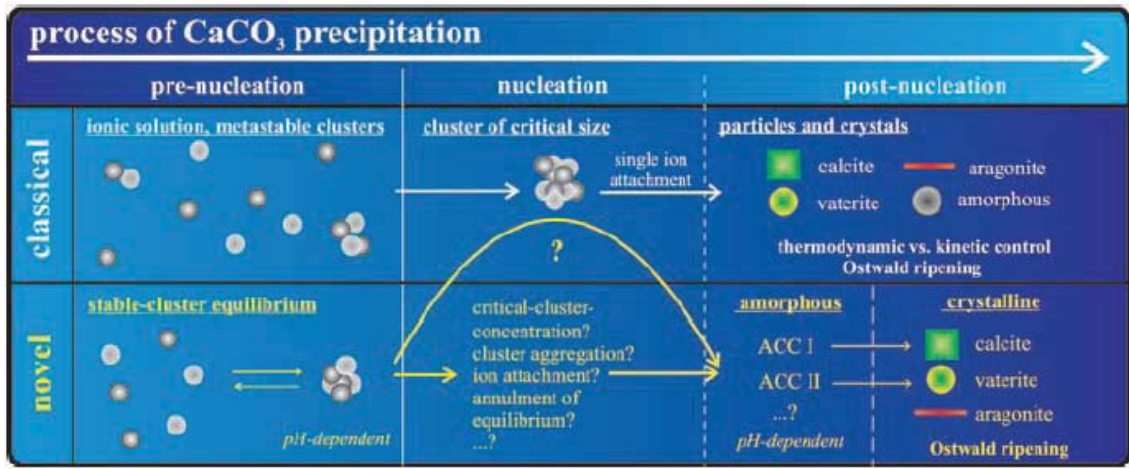 process of CaCO3 precipitation
pre-nucleation
nucleation
post-nucleation
classical
ionic solution, metastable clusters
cluster of critical size
single ion
attachment
particles and crystals
calcite
aragonite
vaterite
amorphous
thermodynamic vs. kinetic control
Ostwald ripening
?
novel
stable-cluster equilibrium
pH-dependent
critical-cluster-
concentration?
cluster aggregation?
ion attachment?
annulment of
equilibrium?
...?
amorphous
ACC I
ACC II
...?
pH-dependent
crystalline
calcite
vaterite
aragonite
Ostwald ripening